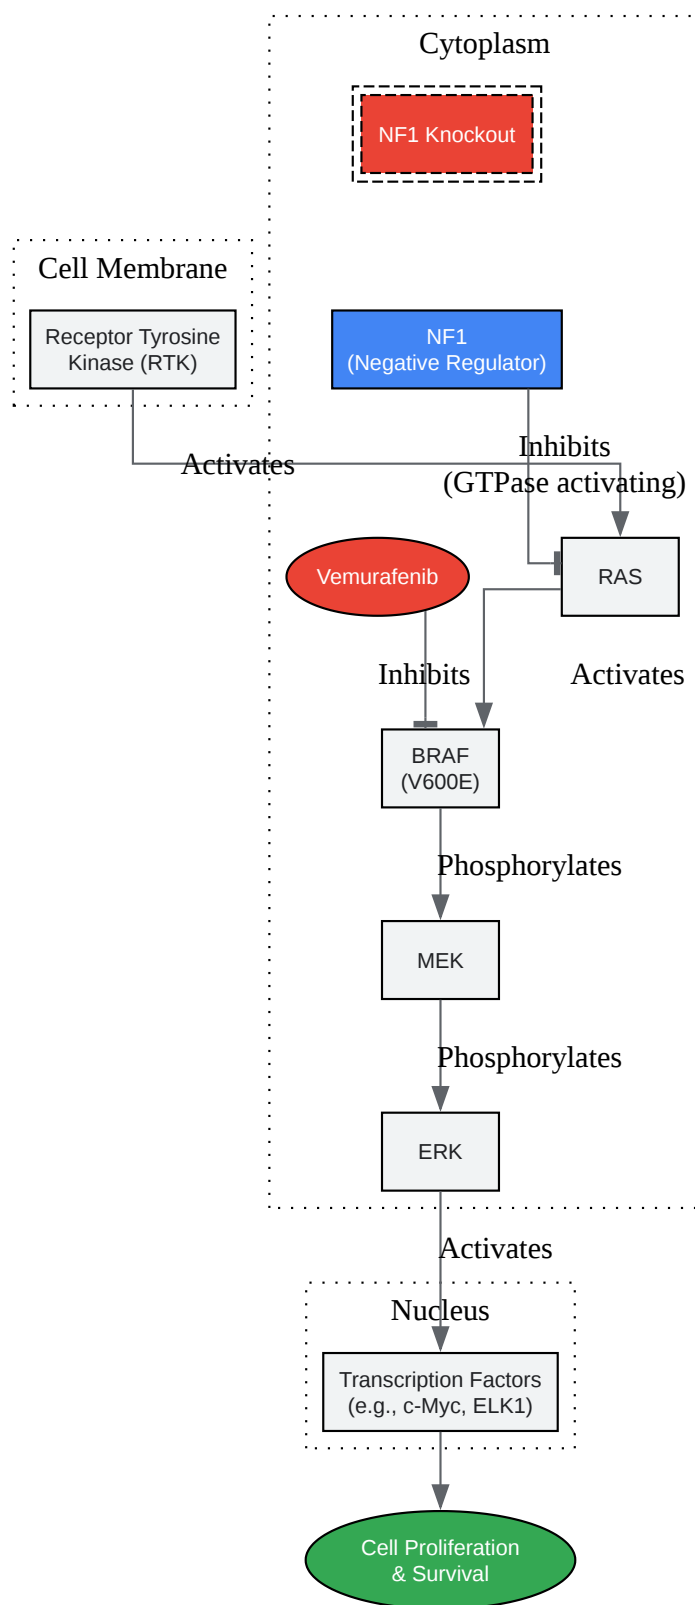 Cytoplasm
NF1 Knockout
Cell Membrane
Receptor Tyrosine
Kinase (RTK)
NF1
(Negative Regulator)
Activates
Inhibits
(GTPase activating)
Vemurafenib
RAS
Inhibits
Activates
BRAF
(V600E)
Phosphorylates
MEK
Phosphorylates
ERK
Activates
Nucleus
Transcription Factors
(e.g., c-Myc, ELK1)
Cell Proliferation
& Survival